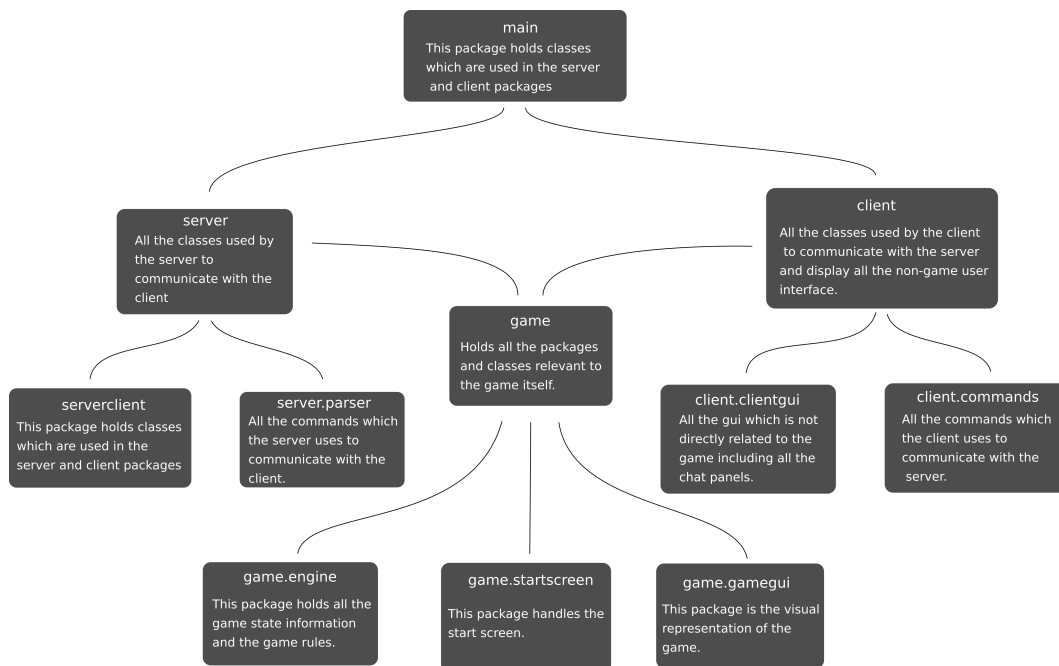 main
This package holds classes
which are used in the server
and client packages
server
All the classes used by
the server to
communicate with the
client
client
All the classes used by the client
to communicate with the server
and display all the non-game user
interface.
game
Holds all the packages
and classes relevant to
the game itself.
serverclient
This package holds classes
which are used in the
server and client packages
server.parser
All the commands which
the server uses to
communicate with the
client.
client.clientgui
All the gui which is not
directly related to the
game including all the
chat panels.
client.commands
All the commands which
the client uses to
communicate with the
server.
game.engine
This package holds all the
game state information
and the game rules.
game.startscreen
This package handles the
start screen.
game.gamegui
This package is the visual
representation of the
game.